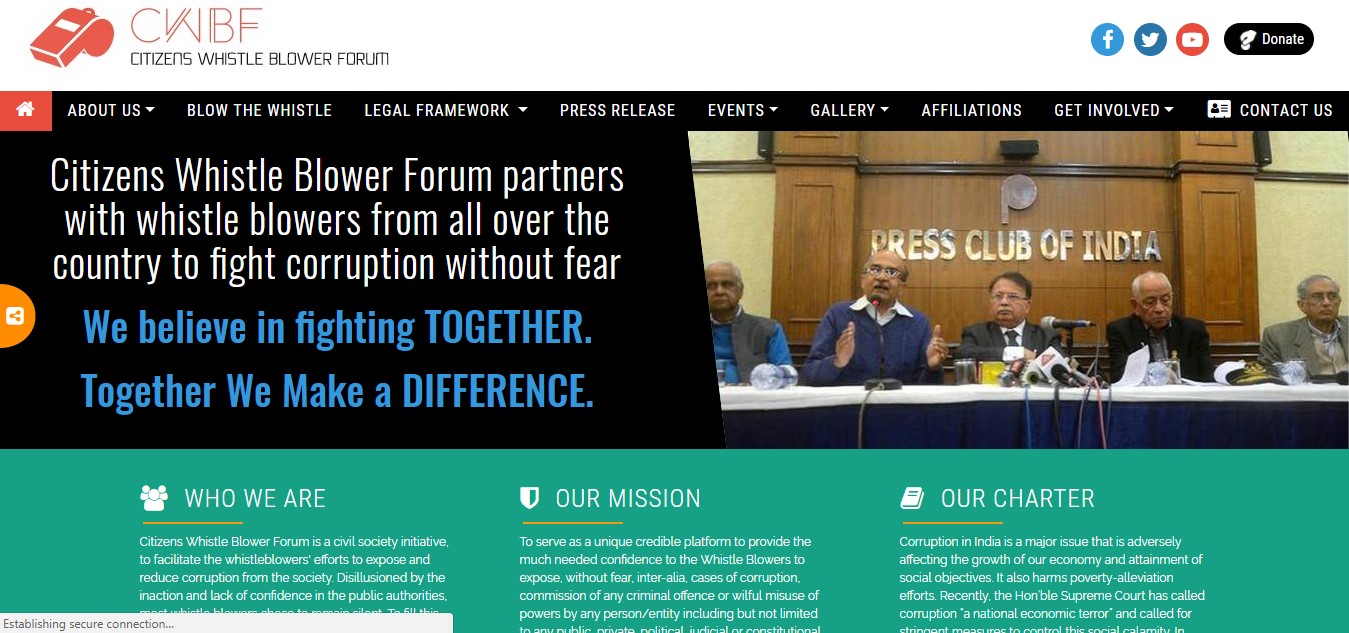 CWBF
CITIZENS WHISTLE BLOWER FORUM
Donate
ABOUT US
BLOW THE WHISTLE
LEGAL FRAMEWORK
PRESS RELEASE
EVENTS
GALLERY
AFFILIATIONS
GET INVOLVED
CONTACT US
Citizens Whistle Blower Forum partners
with whistle blowers from all over the
country to fight corruption without fear
We believe in fighting TOGETHER.
Together We Make a DIFFERENCE.
PRESS CLUB OF INDIA
WHO WE ARE
Citizens Whistle Blower Forum is a civil society initiative,
to facilitate the whistleblowers' efforts to expose and
reduce corruption from the society. Disillusioned by the
inaction and lack of confidence in the public authorities,
most whistle blowers chose to remain silent. To fill this
OUR MISSION
To serve as a unique credible platform to provide the
much needed confidence to the Whistle Blowers to
expose, without fear, inter-alia, cases of corruption,
commission of any criminal offence or wilful misuse of
powers by any person/entity including but not limited
to any public, private, political, judicial or constitutional
OUR CHARTER
Corruption in India is a major issue that is adversely
affecting the growth of our economy and attainment of
social objectives. It also harms poverty-alleviation
efforts. Recently, the Hon'ble Supreme Court has called
corruption "a national economic terror" and called for
stringent measures to control this social calamity. In
Establishing secure connection...